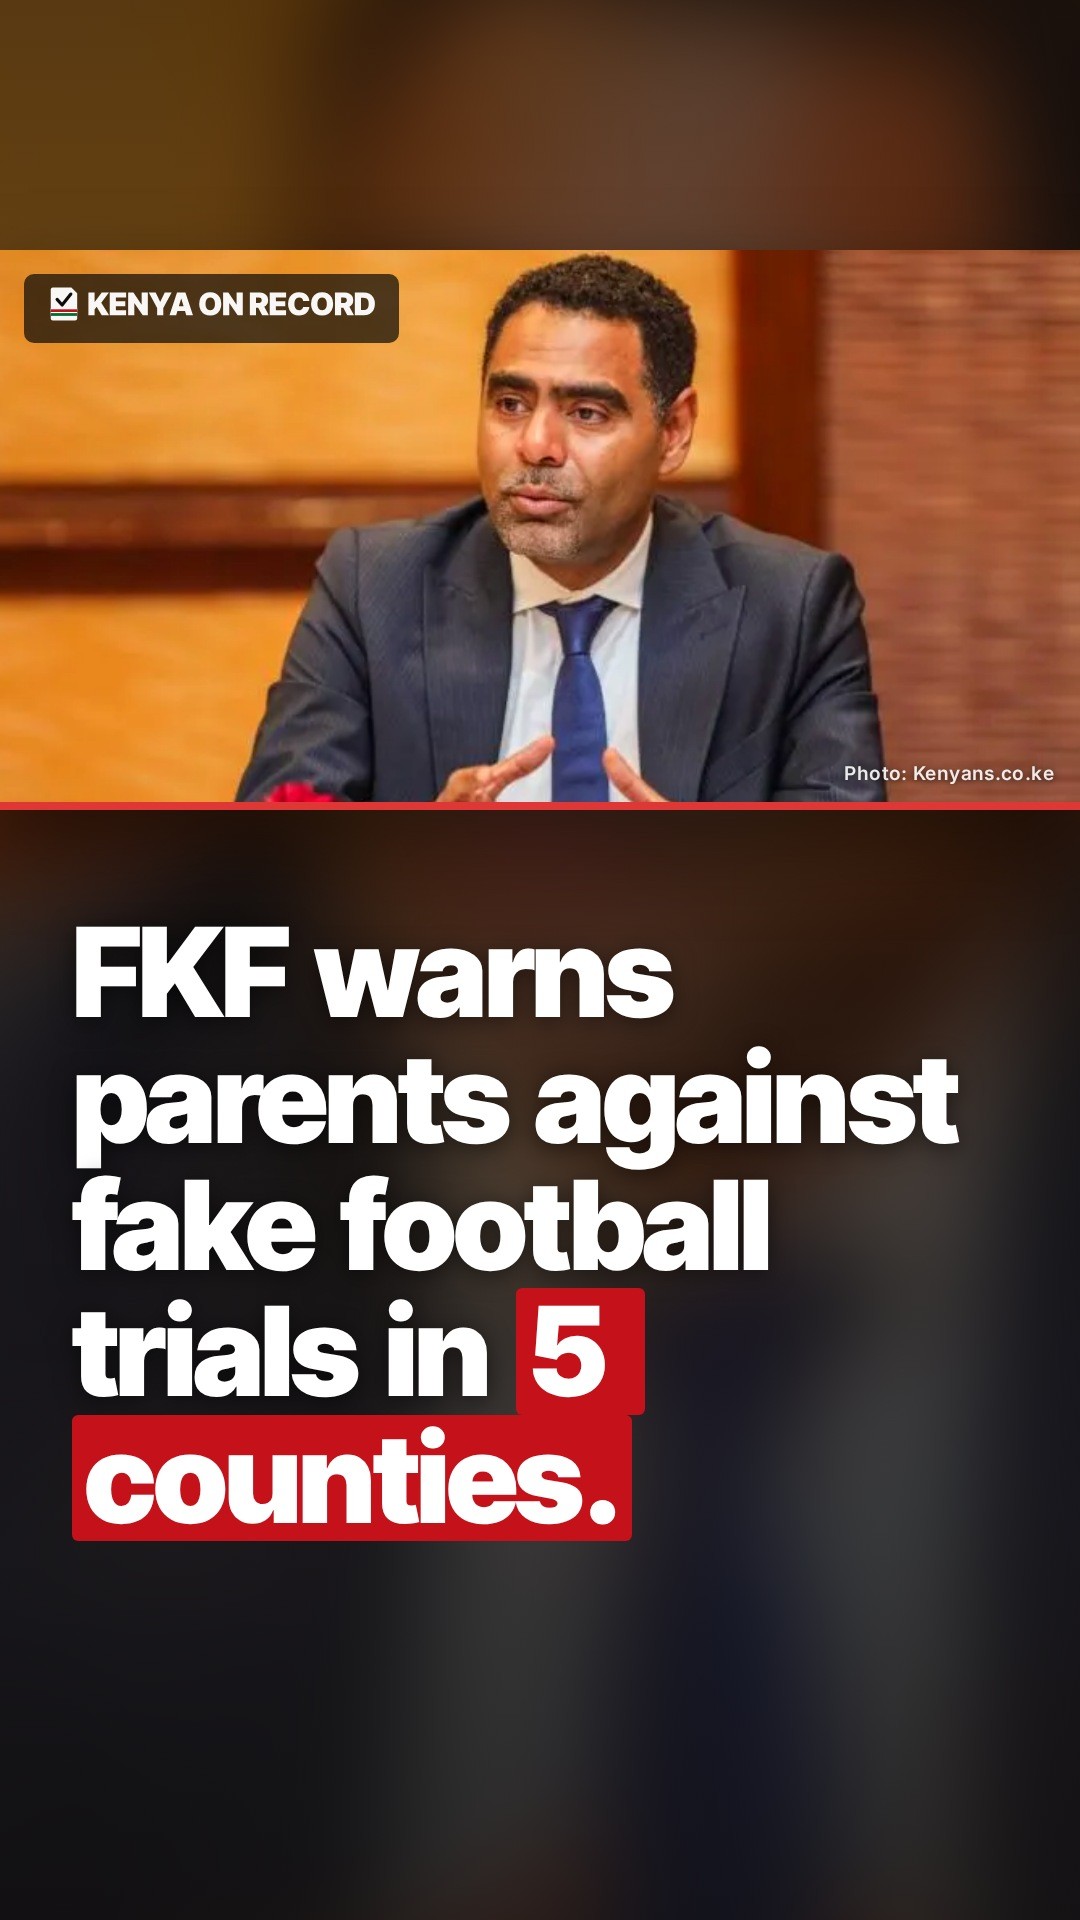 KENYA ON RECORD
Photo: Kenyans.co.ke
FKF warns
parents against
fake football
trials in 5
counties.